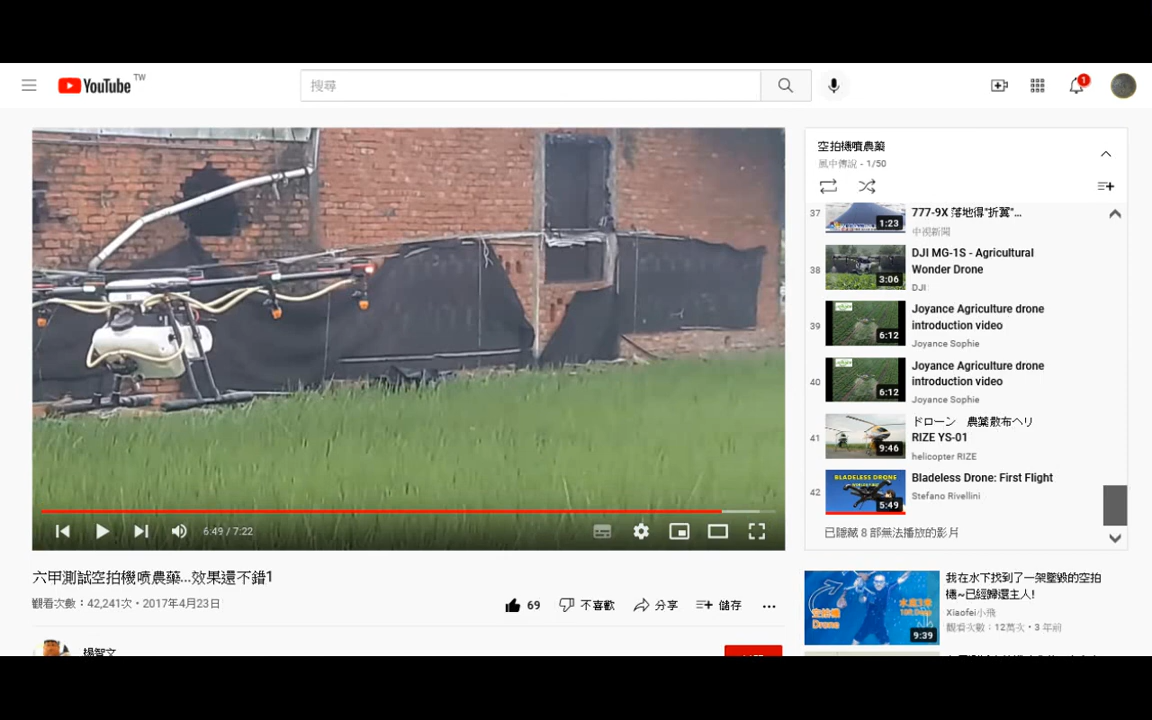 YouTube TW
搜尋
1
空拍機噴農藥
風中傳說 - 1/50
37
1:23
777-9X 落地得"折翼"...
中視新聞
38
3:06
DJI MG-1S - Agricultural
Wonder Drone
DJI
39
6:12
Joyance Agriculture drone
introduction video
Joyance Sophie
40
6:12
Joyance Agriculture drone
introduction video
Joyance Sophie
41
9:46
ドローン 農薬散布ヘリ
RIZE YS-01
helicopter RIZE
42
BLADELESS DRONE
5:49
Bladeless Drone: First Flight
Stefano Rivellini
已隱藏 8 部無法播放的影片
6:49 / 7:22
六甲測試空拍機噴農藥...效果還不錯1
觀看次數：42,241次・2017年4月23日
69 不喜歡 分享 儲存
楊智文
空拍機
Drone
9:39
我在水下找到了一架墜毀的空拍
機~已經歸還主人!
Xiaofei小飛
觀看次數：12萬次・3 年前